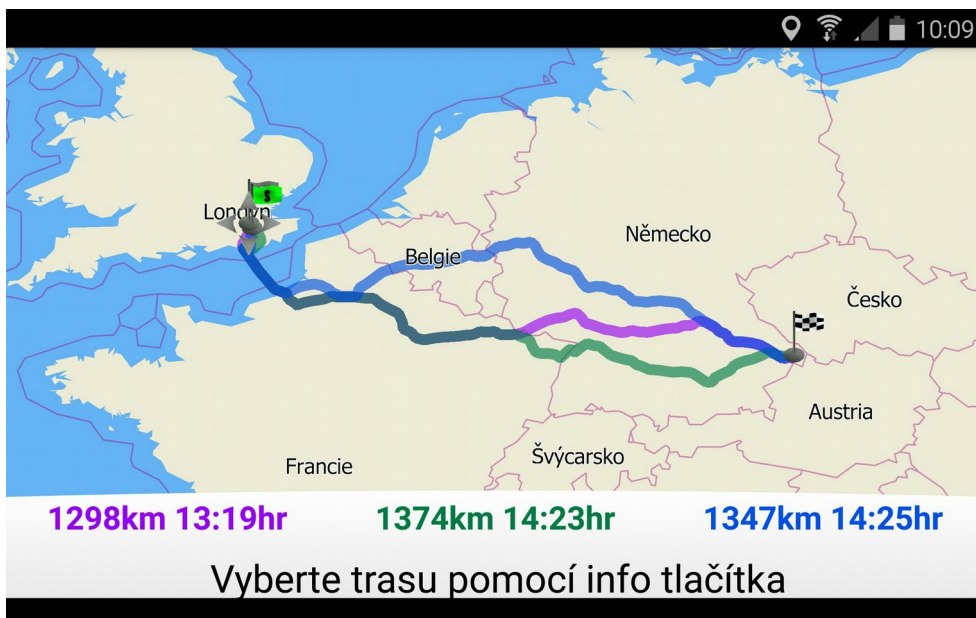 10:09
S
Londýn
Německo
Belgie
Česko
Austria
Švýcarsko
Francie
1298km 13:19hr 1374km 14:23hr 1347km 14:25hr
Vyberte trasu pomocí info tlačítka